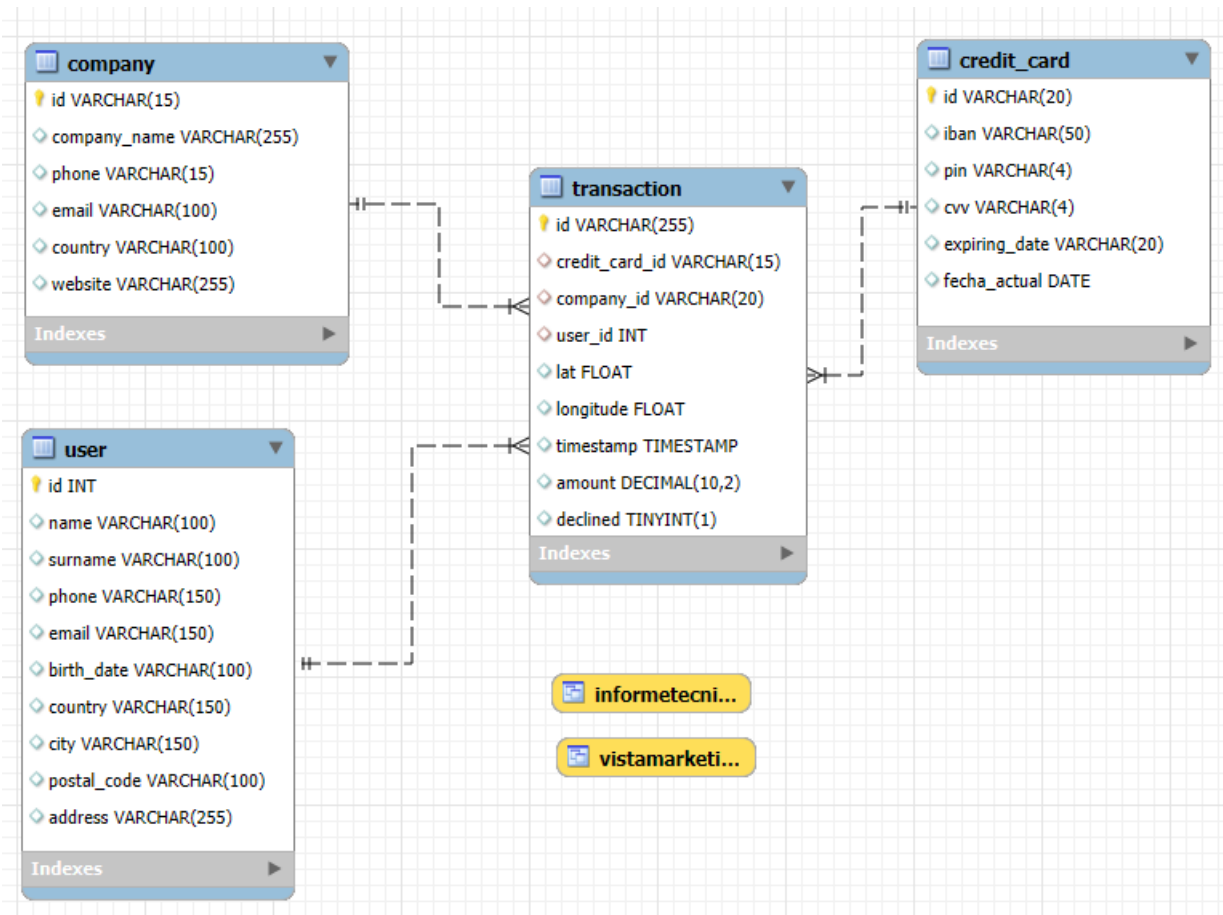 company
id VARCHAR(15)
company_name VARCHAR(255)
phone VARCHAR(15)
email VARCHAR(100)
country VARCHAR(100)
website VARCHAR(255)
Indexes
user
id INT
name VARCHAR(100)
surname VARCHAR(100)
phone VARCHAR(150)
email VARCHAR(150)
birth_date VARCHAR(100)
country VARCHAR(150)
city VARCHAR(150)
postal_code VARCHAR(100)
address VARCHAR(255)
Indexes
transaction
id VARCHAR(255)
credit_card_id VARCHAR(15)
company_id VARCHAR(20)
user_id INT
lat FLOAT
longitude FLOAT
timestamp TIMESTAMP
amount DECIMAL(10,2)
declined TINYINT(1)
Indexes
informetecni...
vistamarketi...
credit_card
id VARCHAR(20)
iban VARCHAR(50)
pin VARCHAR(4)
cvv VARCHAR(4)
expiring_date VARCHAR(20)
fecha_actual DATE
Indexes